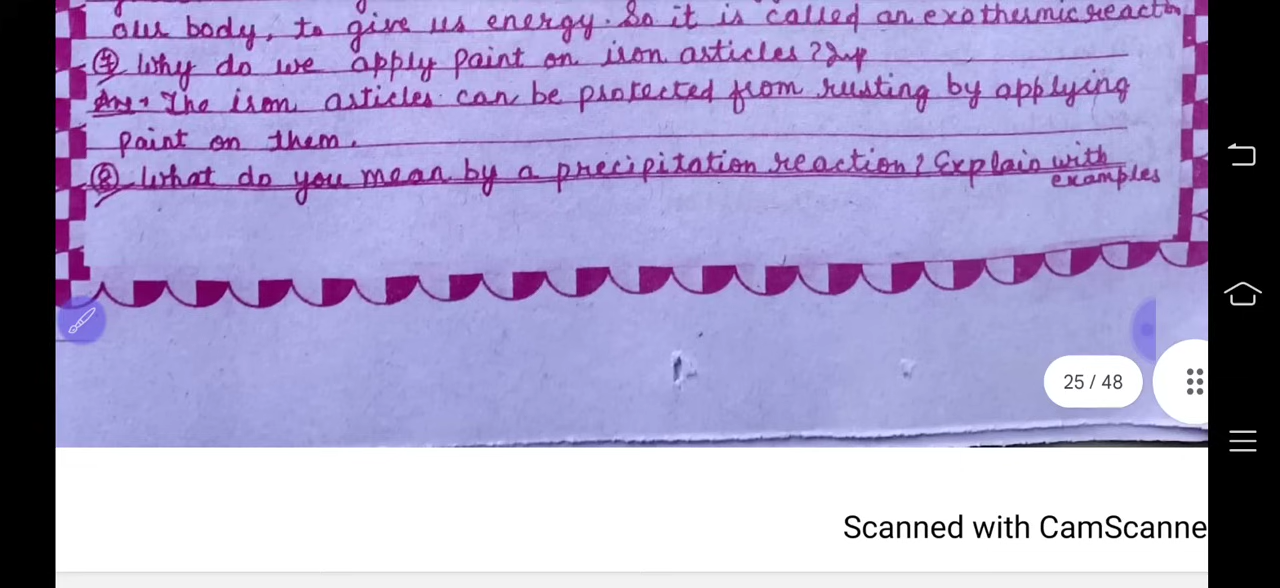 our body, to give us energy. So it is called an exothermic reaction
⑦ Why do we apply paint on iron articles? Imp
Ans → The iron articles can be protected from rusting by applying
paint on them.
⑧ What do you mean by a precipitation reaction? Explain with examples
25 / 48
Scanned with CamScanne